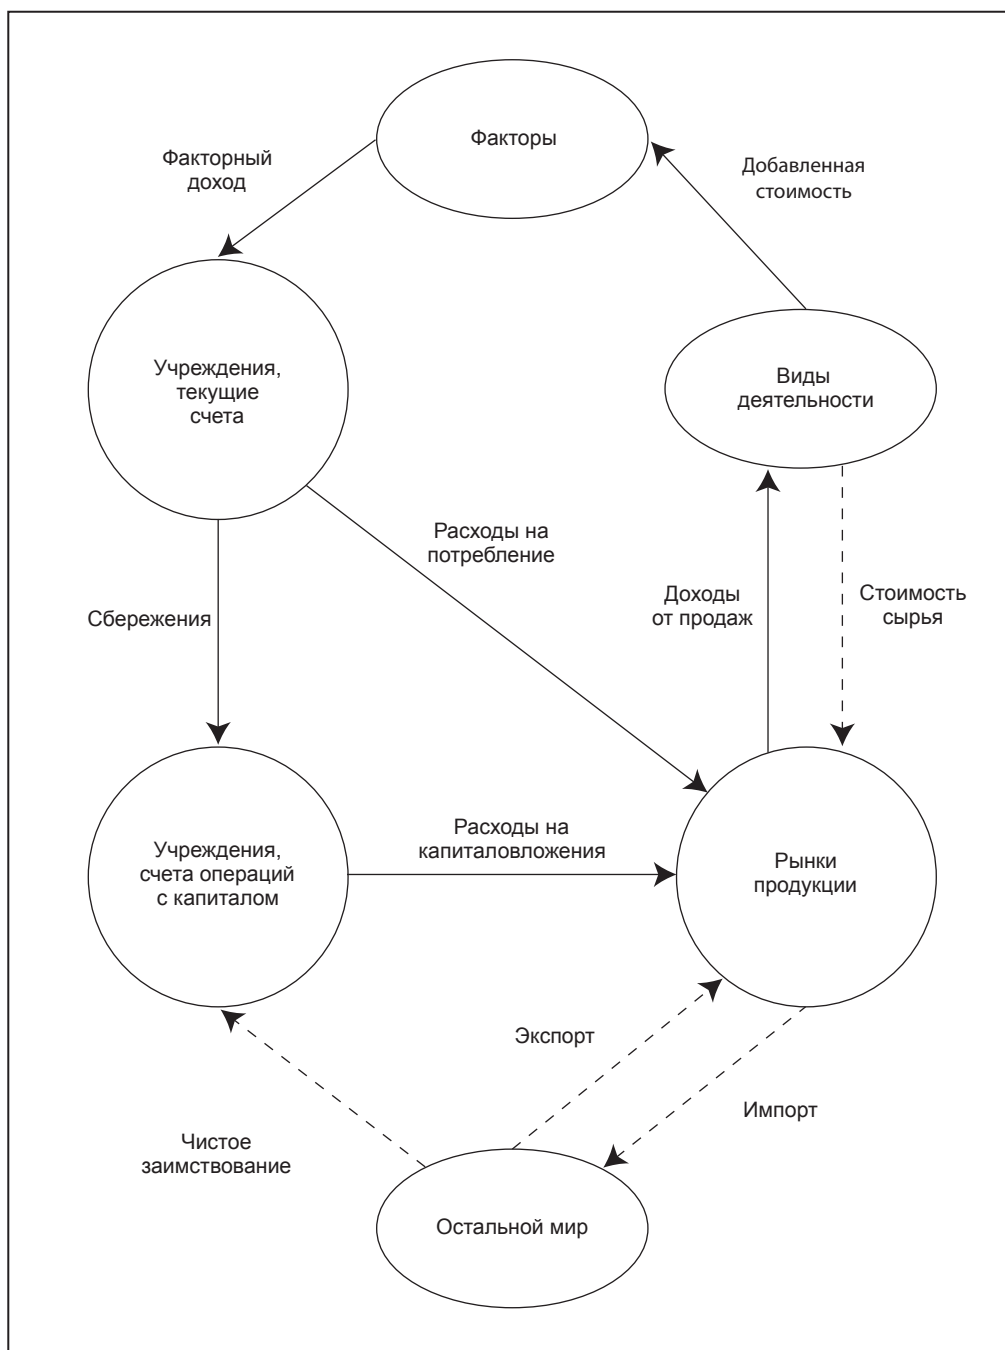 Факторы
Факторный
доход
Добавленная
стоимость
Учреждения,
текущие
счета
Виды
деятельности
Расходы на
потребление
Сбережения
Доходы
от продаж
Стоимость
сырья
Учреждения,
счета операций
с капиталом
Расходы на
капиталовложения
Рынки
продукции
Экспорт
Импорт
Чистое
заимствование
Остальной мир